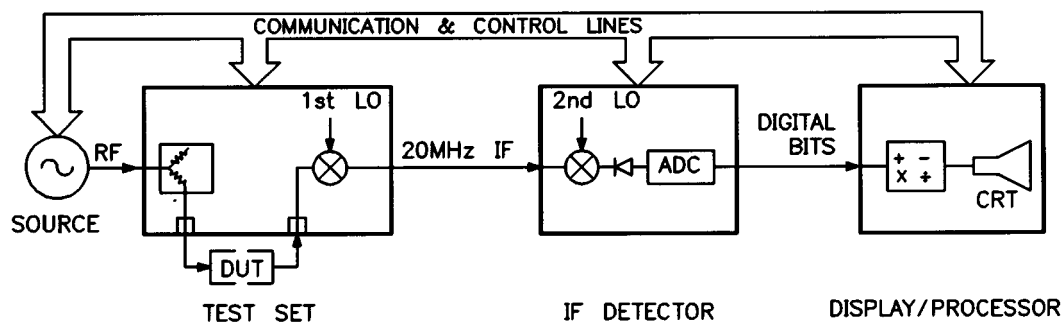 COMMUNICATION & CONTROL LINES
1st LO
2nd LO
RF
20MHz IF
DIGITAL
BITS
ADC
+ -
x ÷
CRT
SOURCE
DUT
TEST SET
IF DETECTOR
DISPLAY/PROCESSOR